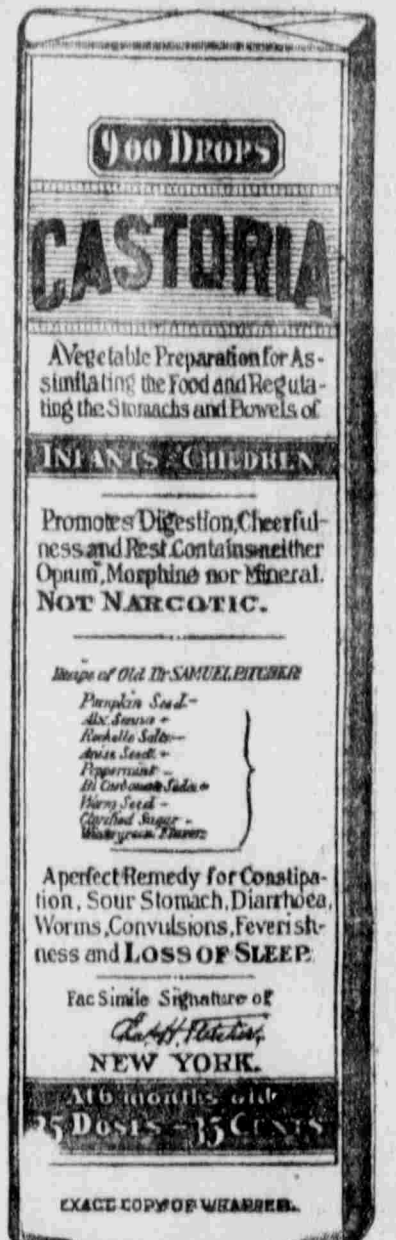 900 DROPS
CASTORIA
A Vegetable Preparation for As-
similating the Food and Regula-
ting the Stomachs and Bowels of
INFANTS CHILDREN
Promotes Digestion, Cheerful-
ness and Rest. Contains neither
Opium, Morphine nor Mineral.
NOT NARCOTIC.
Recipe of Old Dr SAMUEL PITCHER
Pumpkin Seed -
Alx. Senna +
Rochelle Salts -
Anise Seed +
Peppermint -
Bi Carbonate Soda +
Worm Seed -
Clarified Sugar -
Wintergreen Flavor
A perfect Remedy for Constipa-
tion, Sour Stomach, Diarrhoea,
Worms, Convulsions, Feverish-
ness and LOSS OF SLEEP.
Fac Simile Signature of
Chas. H. Fletcher.
NEW YORK.
At 6 months old
35 DOSES - 35 CENTS
EXACT COPY OF WRAPPER.